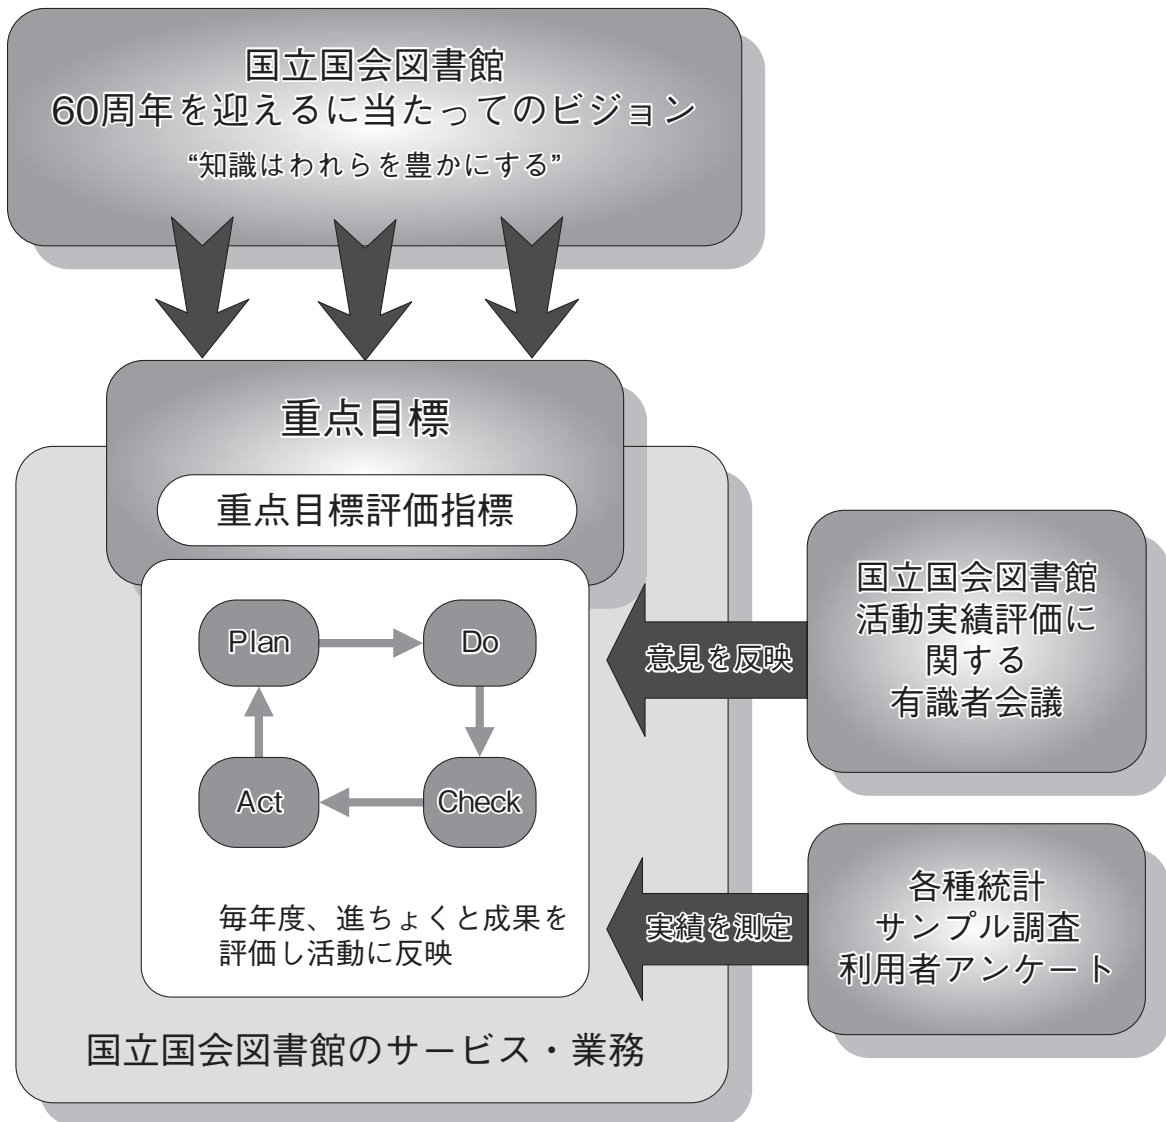 国立国会図書館
60周年を迎えるに当たってのビジョン
“知識はわれらを豊かにする”
重点目標
重点目標評価指標
Plan
Do
Act
Check
毎年度、進ちょくと成果を
評価し活動に反映
国立国会図書館のサービス・業務
意見を反映
国立国会図書館
活動実績評価に
関する
有識者会議
実績を測定
各種統計
サンプル調査
利用者アンケート